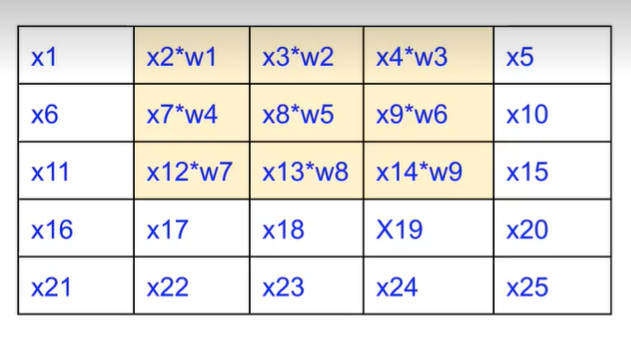 x1 x2*w1 x3*w2 x4*w3 x5
x6 x7*w4 x8*w5 x9*w6 x10
x11 x12*w7 x13*w8 x14*w9 x15
x16 x17 x18 X19 x20
x21 x22 x23 x24 x25